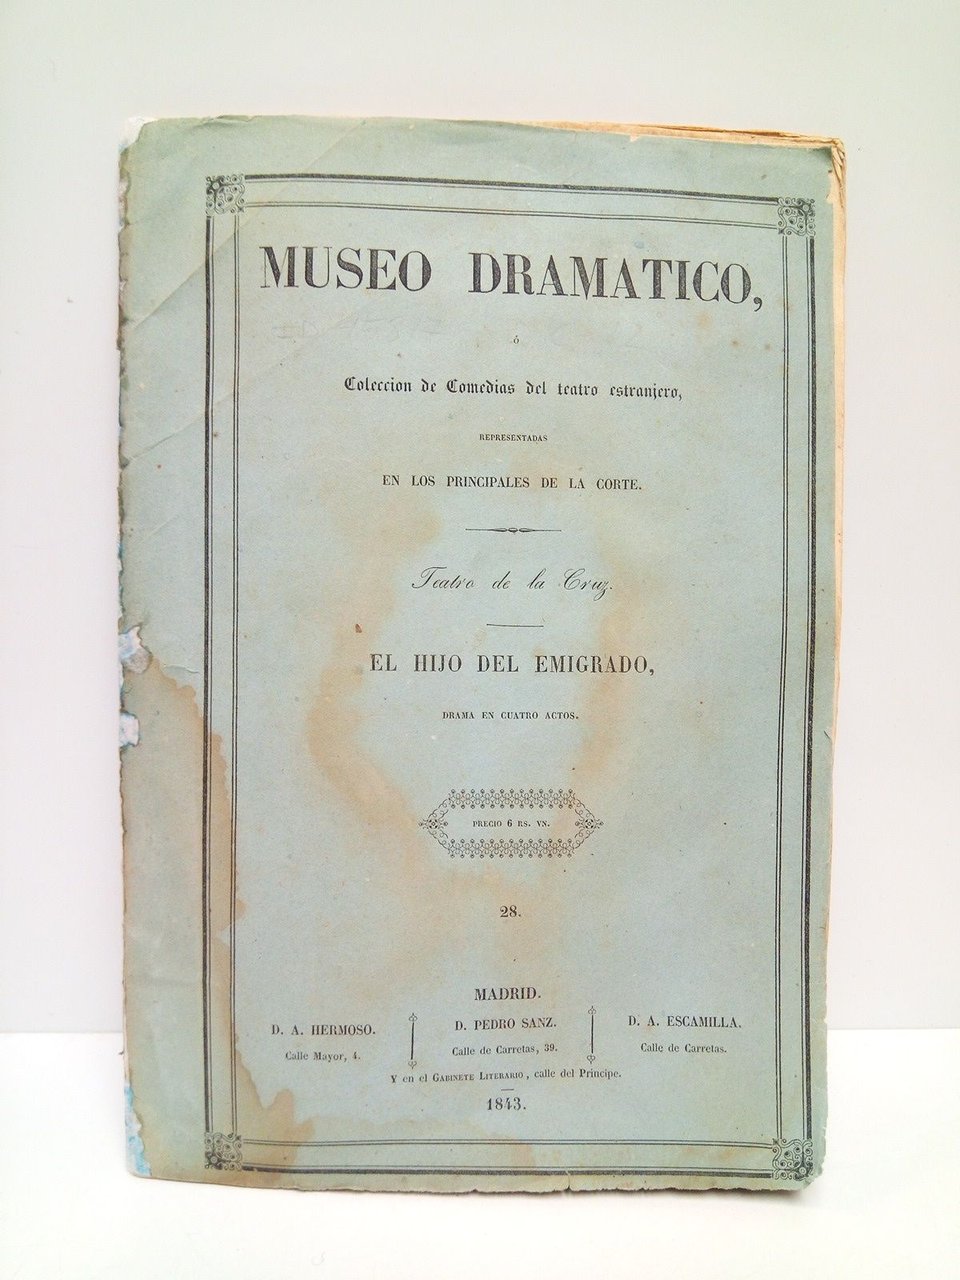 MUSEO DRAMATICO,
ó
Coleccion de Comedias del teatro estranjero,
REPRESENTADAS
EN LOS PRINCIPALES DE LA CORTE.
Teatro de la Cruz.
EL HIJO DEL EMIGRADO,
DRAMA EN CUATRO ACTOS.
PRECIO 6 RS. VN.
28.
MADRID.
D. A. HERMOSO.
Calle Mayor, 4.
D. PEDRO SANZ.
Calle de Carretas, 39.
D. A. ESCAMILLA.
Calle de Carretas.
Y en el GABINETE LITERARIO, calle del Principe.
1843.